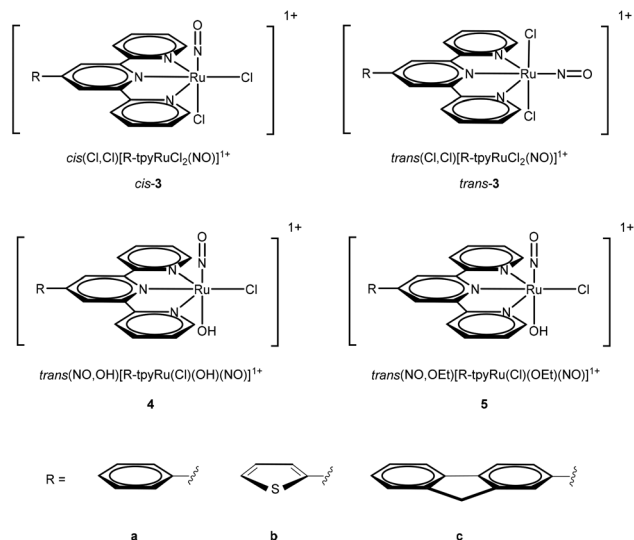 1+
O
N
N
N
N
R
Ru
Cl
Cl
cis(Cl,Cl)[R-tpyRuCl₂(NO)]¹⁺
cis-3
1+
Cl
N
N
N
R
Ru
N
O
Cl
trans(Cl,Cl)[R-tpyRuCl₂(NO)]¹⁺
trans-3
1+
O
N
N
N
N
R
Ru
Cl
OH
trans(NO,OH)[R-tpyRu(Cl)(OH)(NO)]¹⁺
4
1+
O
N
N
N
N
R
Ru
Cl
OH
trans(NO,OEt)[R-tpyRu(Cl)(OEt)(NO)]¹⁺
5
R =
S
a b c